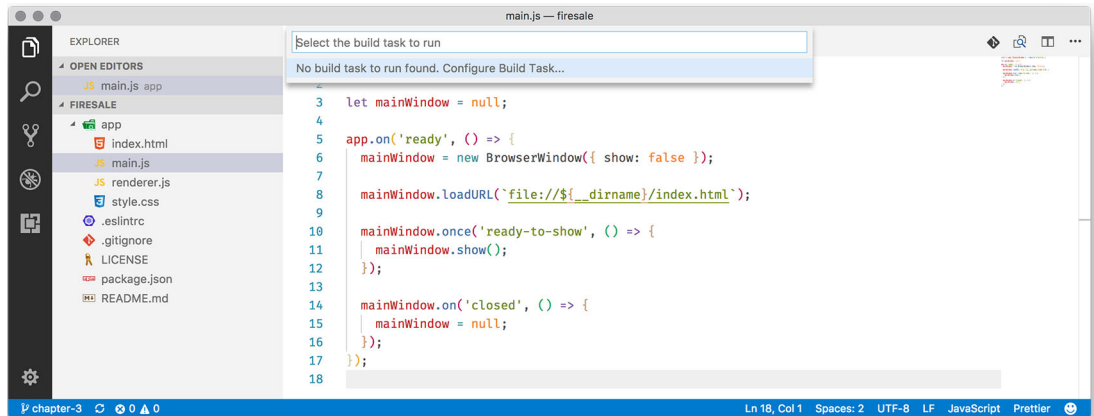 main.js — firesale
EXPLORER
OPEN EDITORS
JS main.js app
FIRESALE
app
index.html
JS main.js
JS renderer.js
style.css
.eslintrc
.gitignore
LICENSE
package.json
README.md
Select the build task to run
No build task to run found. Configure Build Task...
2
3 let mainWindow = null;
4
5 app.on('ready', () => {
6 mainWindow = new BrowserWindow({ show: false });
7
8 mainWindow.loadURL(`file://${__dirname}/index.html`);
9
10 mainWindow.once('ready-to-show', () => {
11 mainWindow.show();
12 });
13
14 mainWindow.on('closed', () => {
15 mainWindow = null;
16 });
17 });
18
chapter-3 0 0 Ln 18, Col 1 Spaces: 2 UTF-8 LF JavaScript Prettier